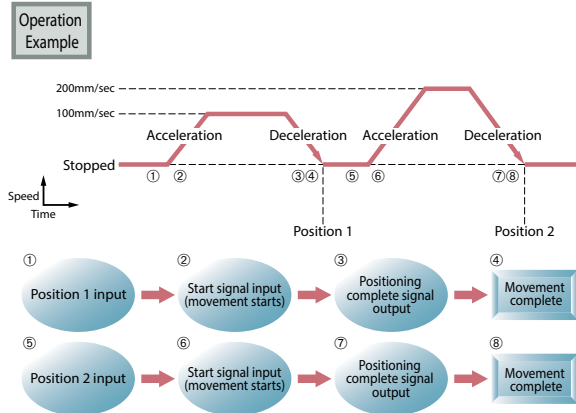 Operation
Example
200mm/sec
100mm/sec
Acceleration
Deceleration
Acceleration
Deceleration
Stopped
① ② ③④ ⑤ ⑥ ⑦⑧
Speed
Time
Position 1
Position 2
① ② ③ ④
Position 1 input
Start signal input
(movement starts)
Positioning
complete signal
output
Movement
complete
⑤ ⑥ ⑦ ⑧
Position 2 input
Start signal input
(movement starts)
Positioning
complete signal
output
Movement
complete